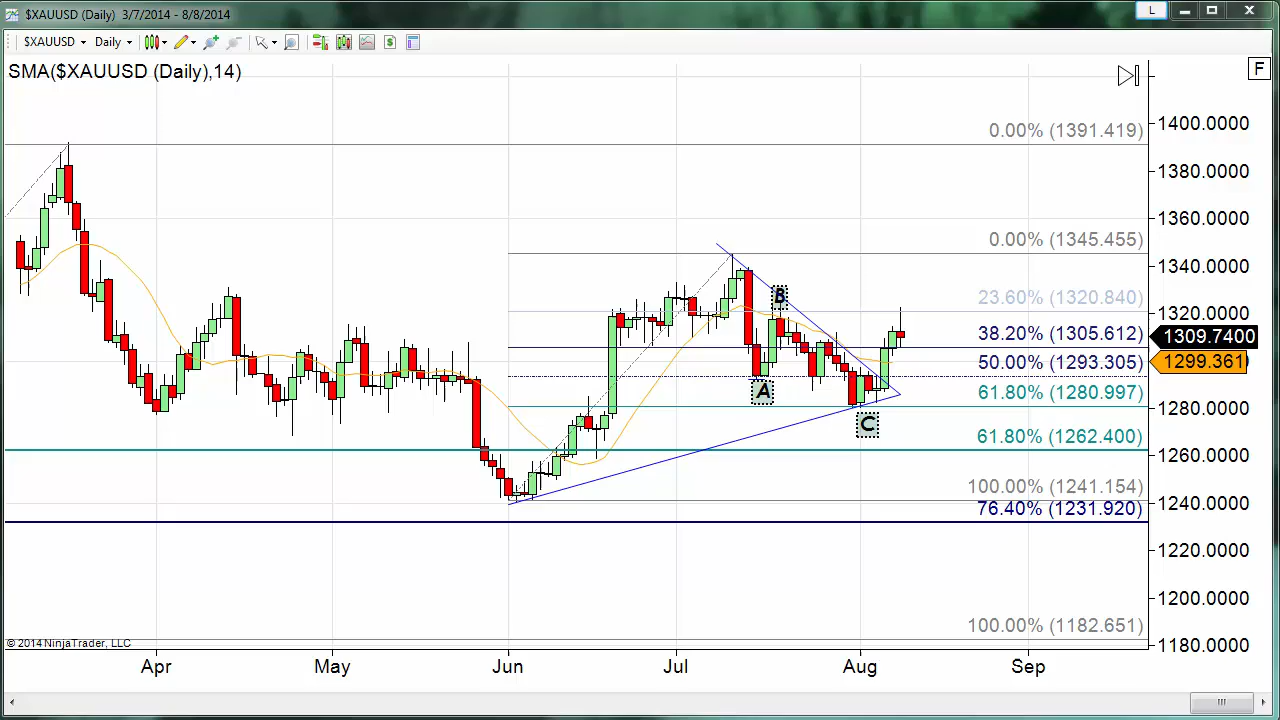 $XAUUSD (Daily) 3/7/2014 - 8/8/2014
L
$XAUUSD Daily
SMA($XAUUSD (Daily),14)
F
1400.0000
0.00% (1391.419)
1380.0000
1360.0000
0.00% (1345.455)
1340.0000
B
23.60% (1320.840)
1320.0000
38.20% (1305.612)
1309.7400
50.00% (1293.305)
1299.361
A
61.80% (1280.997)
1280.0000
C
61.80% (1262.400)
1260.0000
100.00% (1241.154)
1240.0000
76.40% (1231.920)
1220.0000
1200.0000
100.00% (1182.651)
1180.0000
© 2014 NinjaTrader, LLC
Apr May Jun Jul Aug Sep